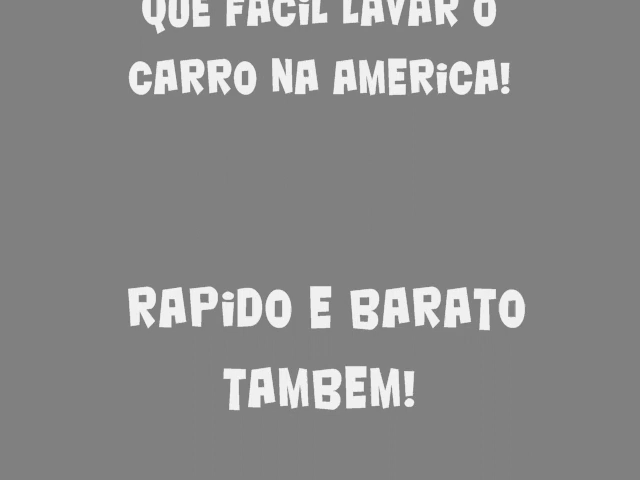 QUE FACIL LAVAR O
CARRO NA AMERICA!
RAPIDO E BARATO
TAMBEM!